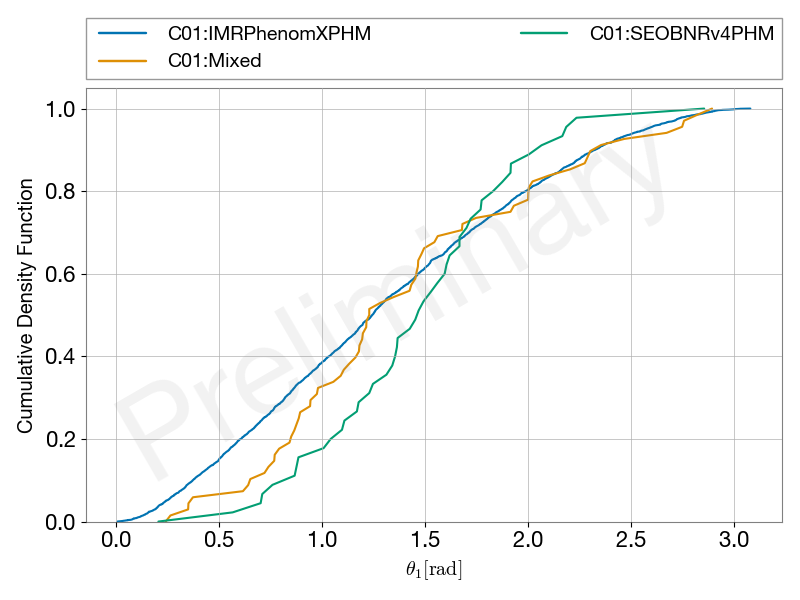 C01:IMRPhenomXPHM
C01:Mixed
C01:SEOBNRv4PHM
1.0
0.8
0.6
0.4
0.2
0.0
Cumulative Density Function
Preliminary
0.0 0.5 1.0 1.5 2.0 2.5 3.0
θ₁[rad]